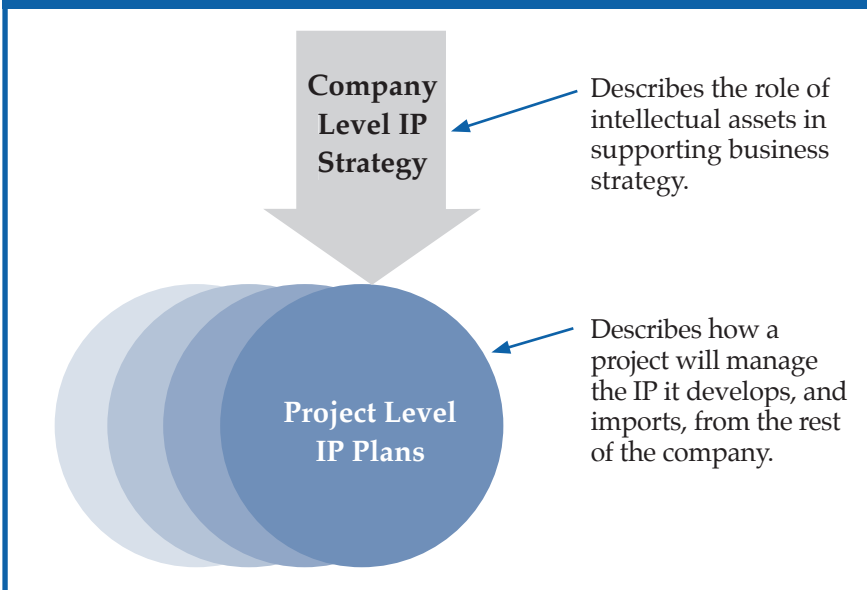 Company
Level IP
Strategy
Describes the role of
intellectual assets in
supporting business
strategy.
Project Level
IP Plans
Describes how a
project will manage
the IP it develops, and
imports, from the rest
of the company.